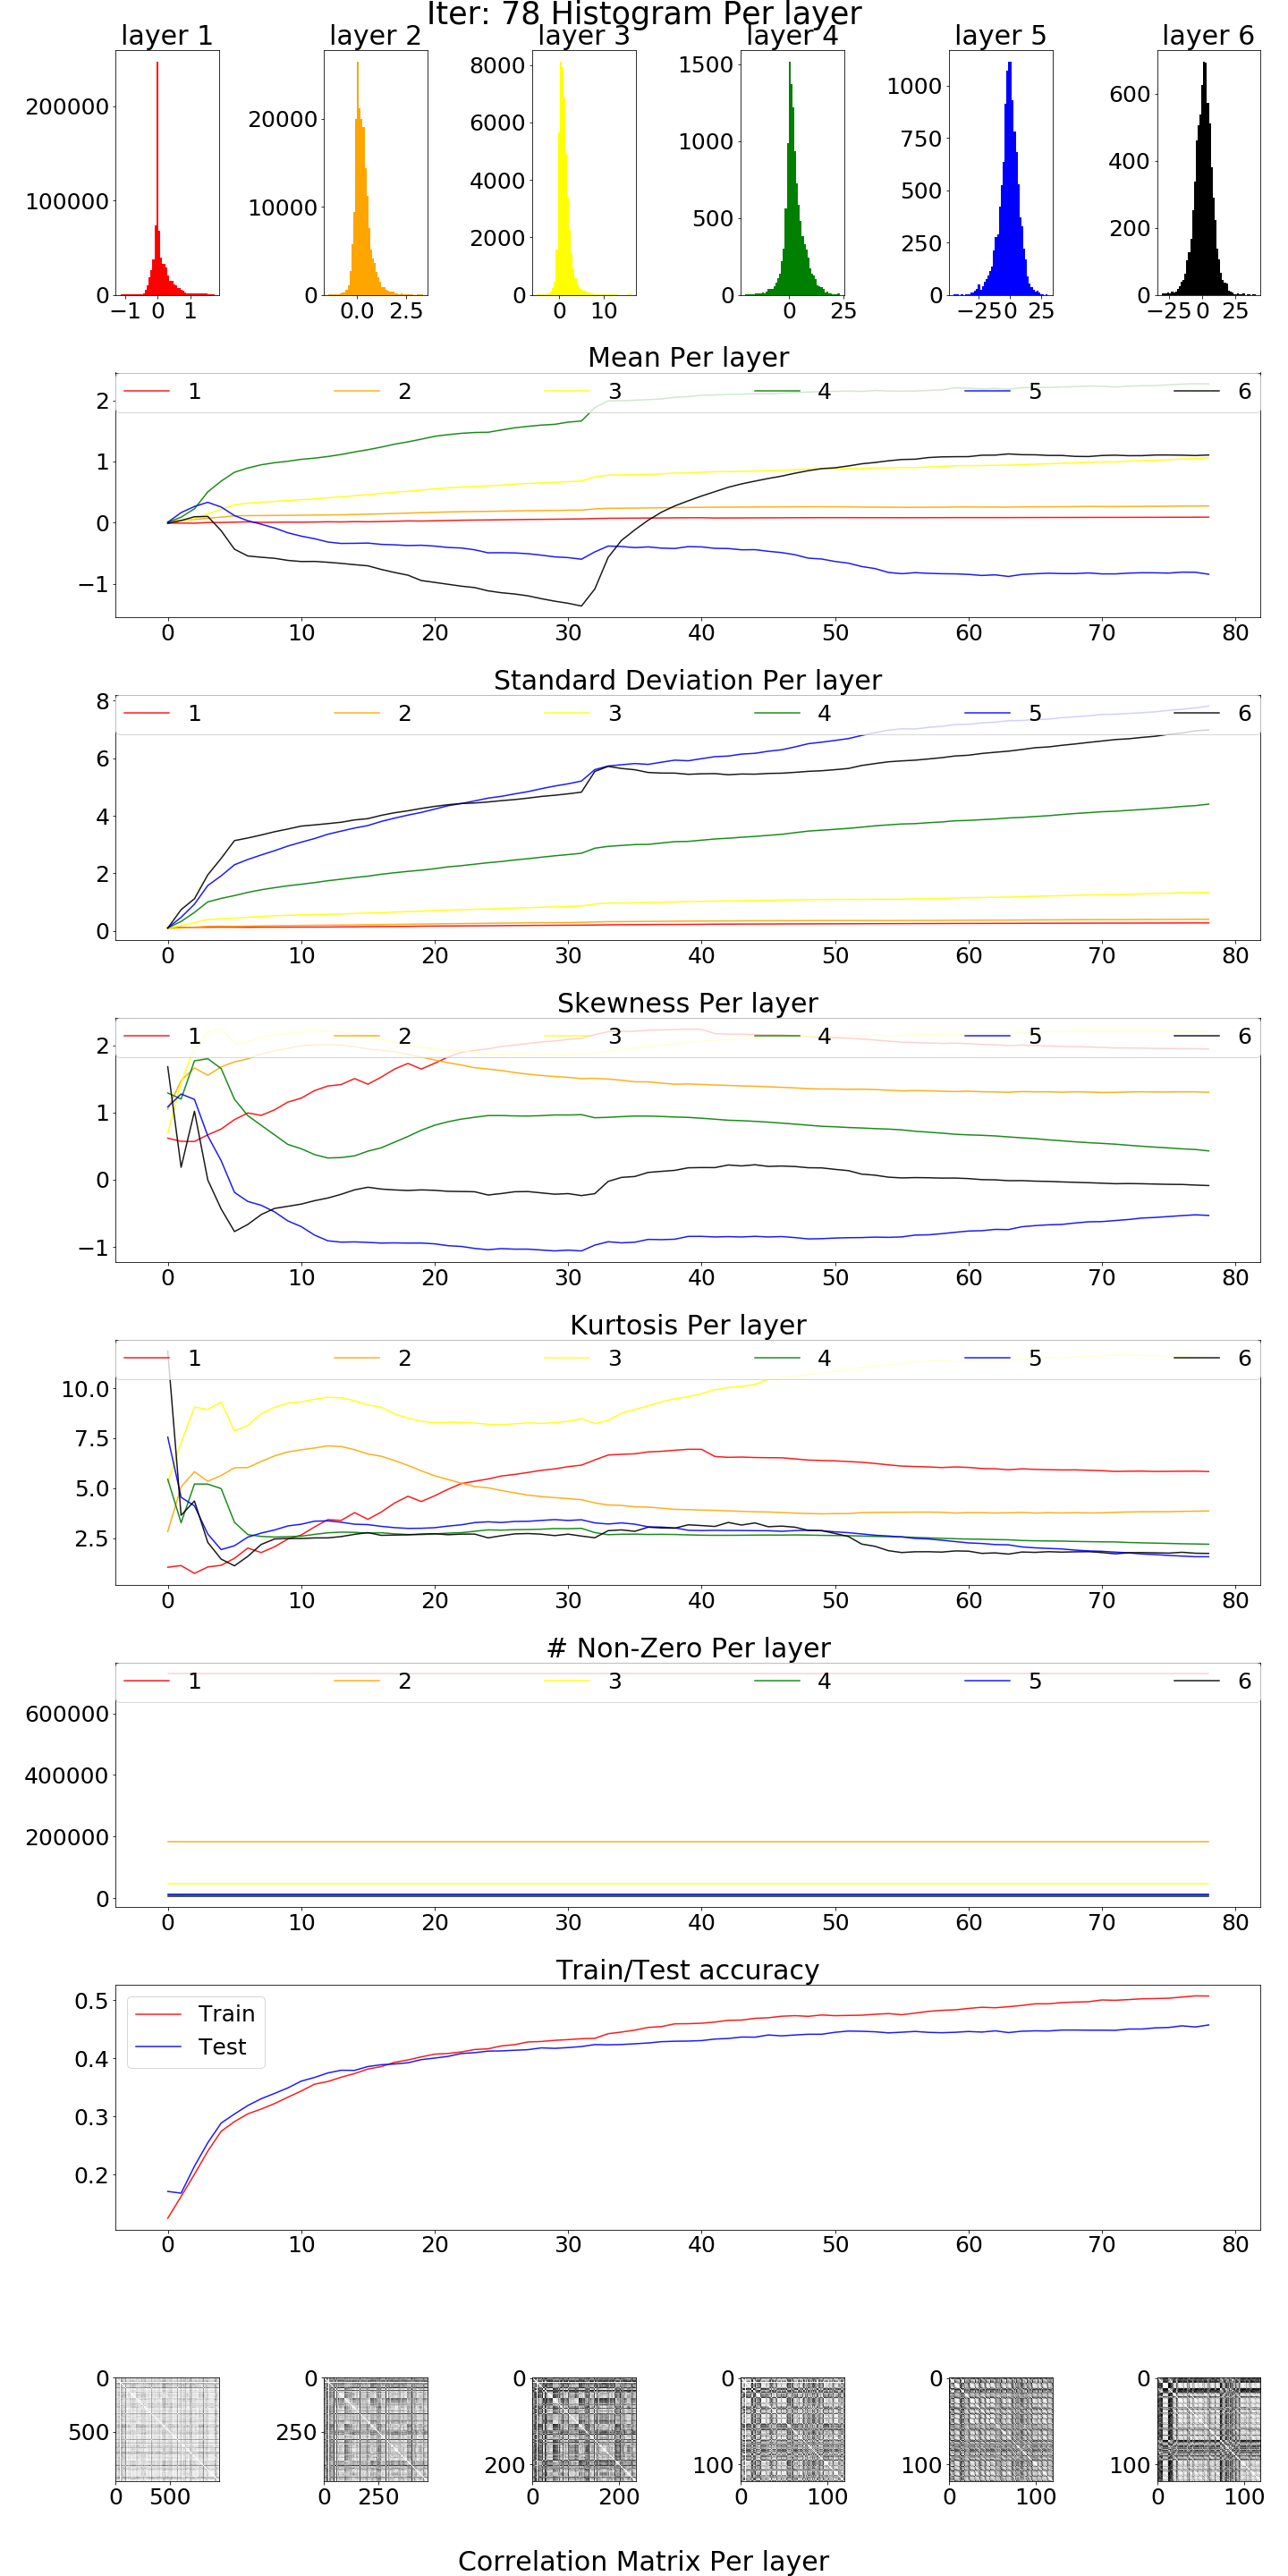 Iter: 78 Histogram Per layer
layer 1 layer 2 layer 3 layer 4 layer 5 layer 6
200000
100000
0
−1 0 1
20000
10000
0
0.0 2.5
8000
6000
4000
2000
0
0 10
1500
1000
500
0
0 25
1000
750
500
250
0
−25 0 25
600
400
200
0
−25 0 25
Mean Per layer
1 2 3 4 5 6
2
1
0
−1
0 10 20 30 40 50 60 70 80
Standard Deviation Per layer
1 2 3 4 5 6
8
6
4
2
0
0 10 20 30 40 50 60 70 80
Skewness Per layer
1 2 3 4 5 6
2
1
0
−1
0 10 20 30 40 50 60 70 80
Kurtosis Per layer
1 2 3 4 5 6
10.0
7.5
5.0
2.5
0 10 20 30 40 50 60 70 80
# Non-Zero Per layer
1 2 3 4 5 6
600000
400000
200000
0
0 10 20 30 40 50 60 70 80
Train/Test accuracy
Train
Test
0.5
0.4
0.3
0.2
0 10 20 30 40 50 60 70 80
0
500
0 500
0
250
0 250
0
200
0 200
0
100
0 100
0
100
0 100
0
100
0 100
Correlation Matrix Per layer